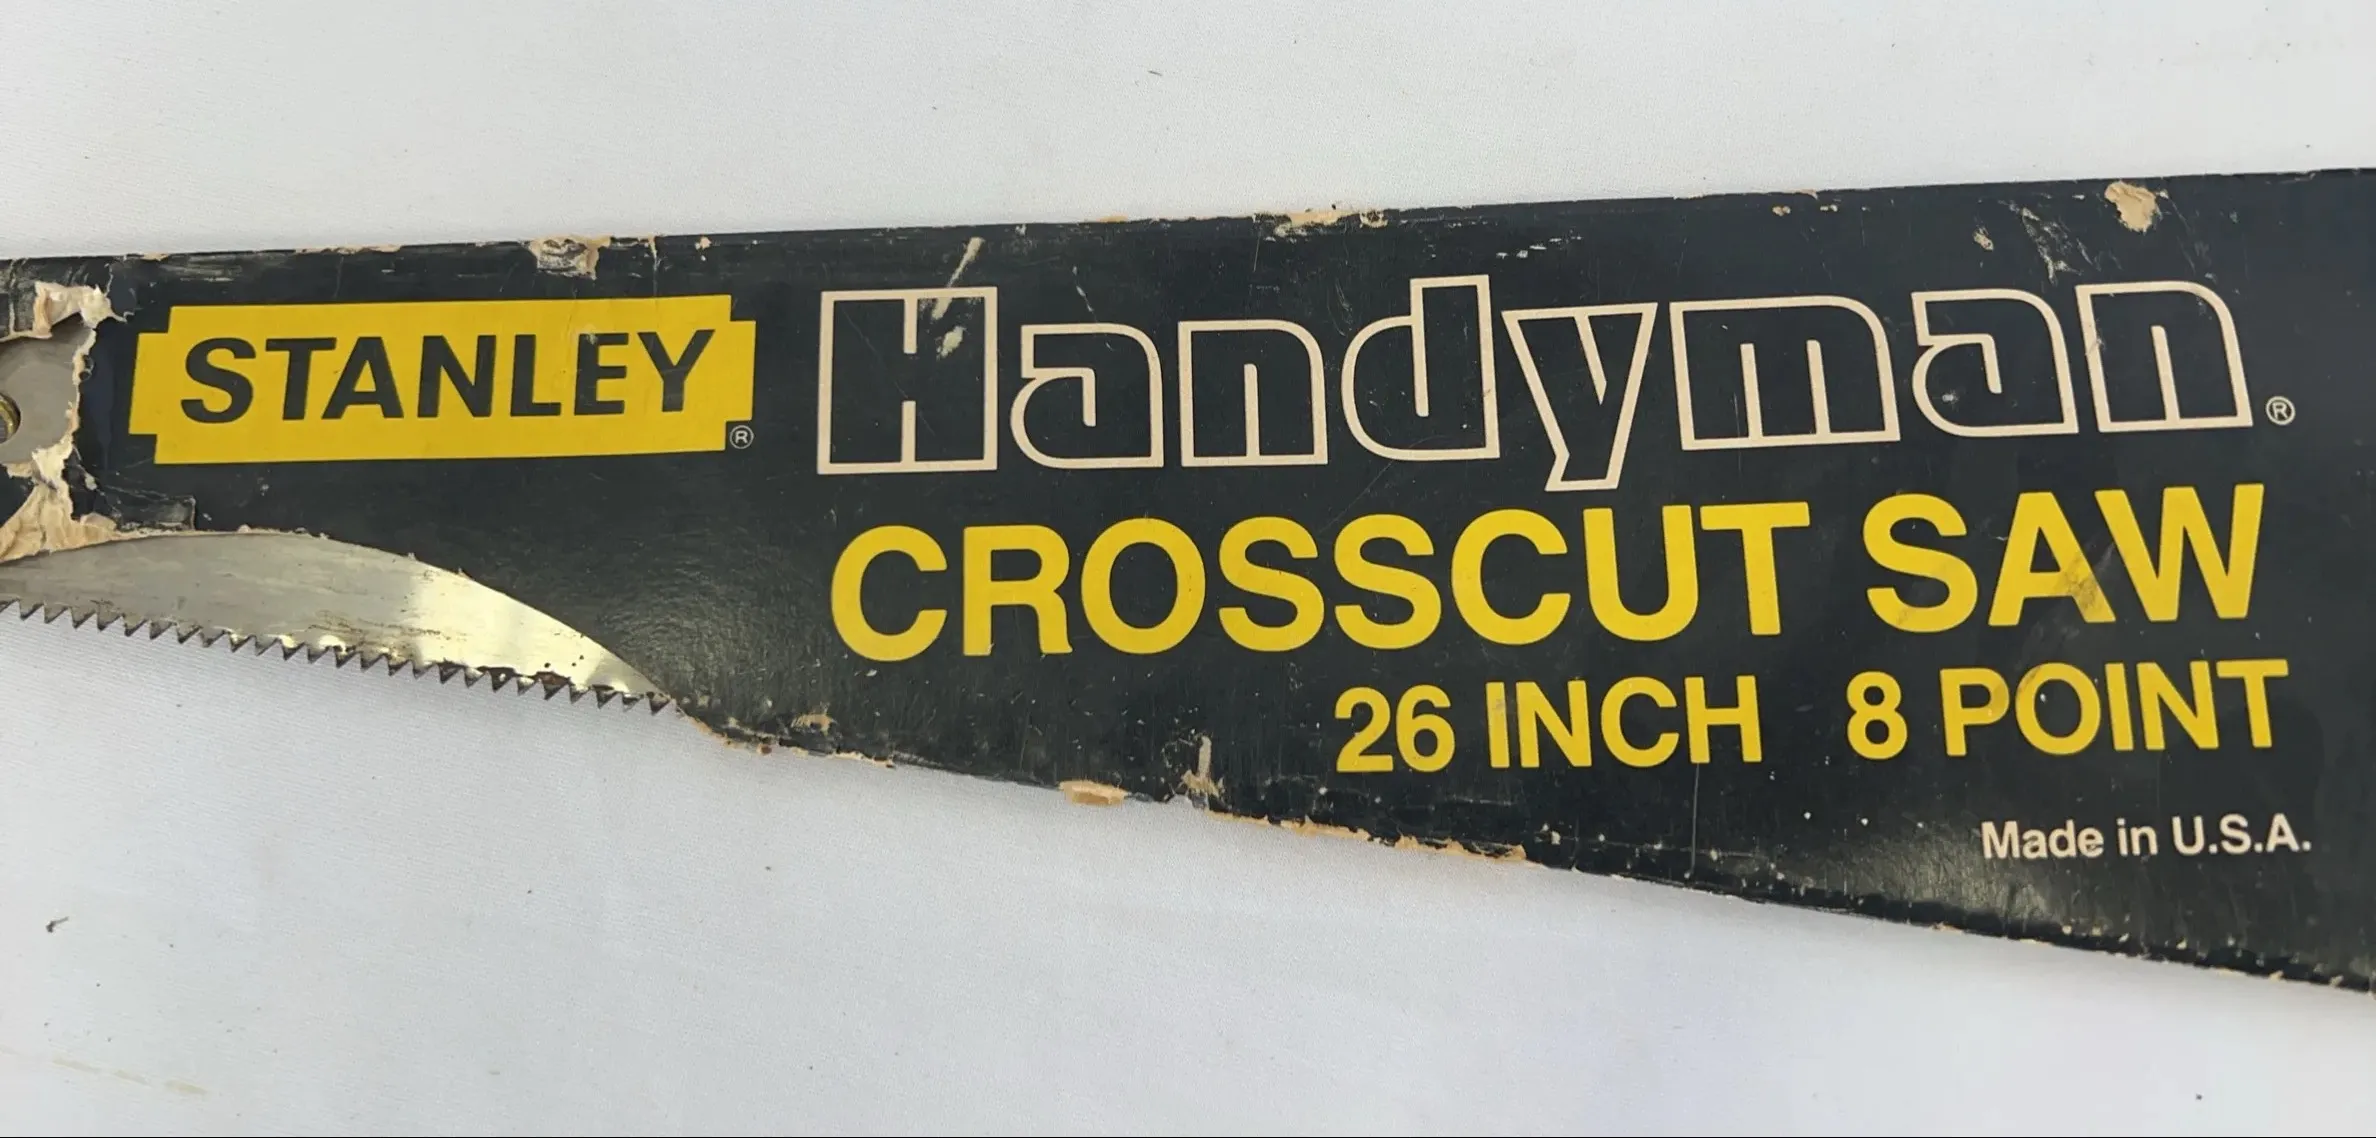 STANLEY® Handyman®
CROSSCUT SAW
26 INCH 8 POINT
Made in U.S.A.